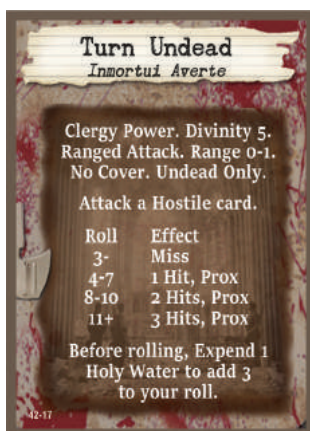 Turn Undead
Inmortui Averte
Clergy Power. Divinity 5.
Ranged Attack. Range 0-1.
No Cover. Undead Only.
Attack a Hostile card.
Roll Effect
3- Miss
4-7 1 Hit, Prox
8-10 2 Hits, Prox
11+ 3 Hits, Prox
Before rolling, Expend 1
Holy Water to add 3
to your roll.
42-17